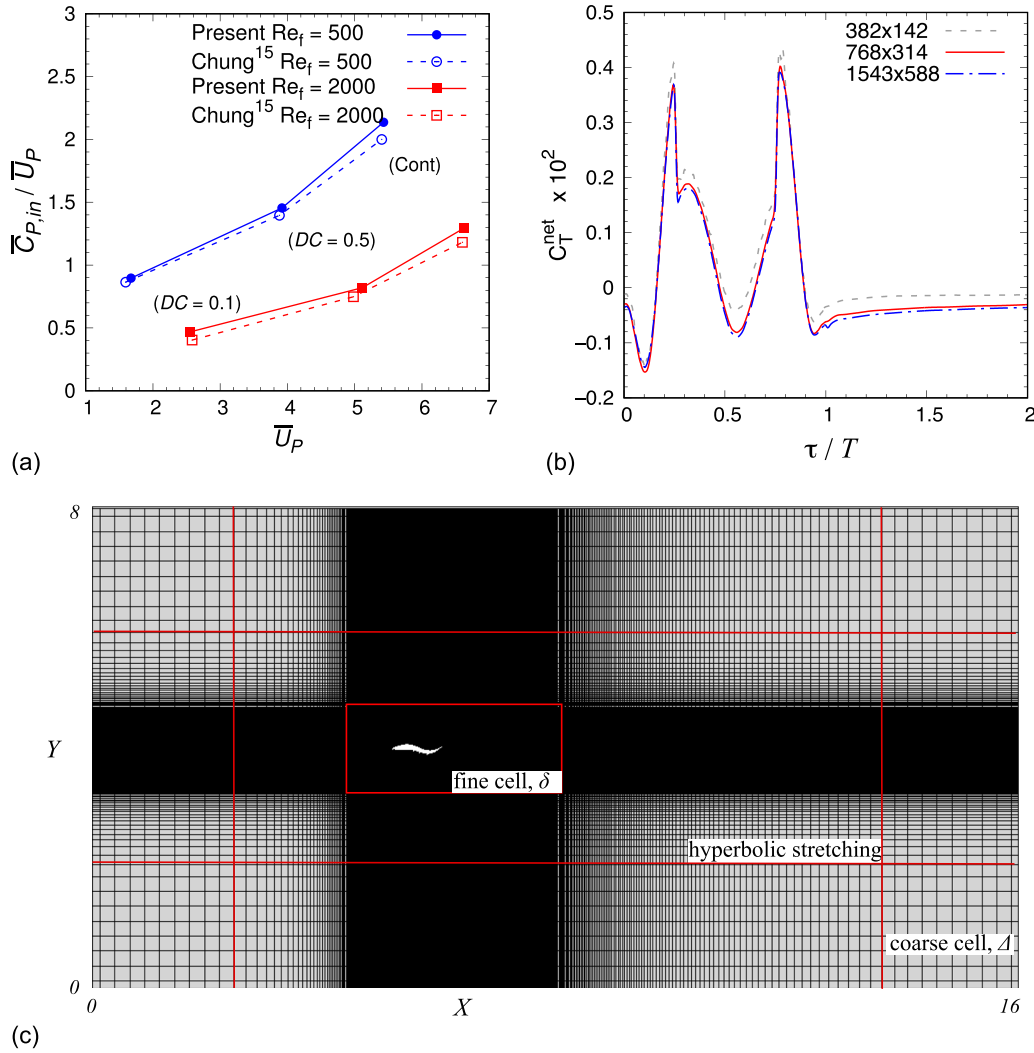 Present Re_f = 500
Chung^15 Re_f = 500
Present Re_f = 2000
Chung^15 Re_f = 2000
(Cont)
(DC = 0.5)
(DC = 0.1)
3
2.5
2
1.5
1
0.5
0
C̅_P,in / U̅_P
1 2 3 4 5 6 7
U̅_P
(a)
382x142
768x314
1543x588
0.5
0.4
0.3
0.2
0.1
0
−0.1
−0.2
C_T^net x 10^2
0 0.5 1 1.5 2
τ / T
(b)
8
Y
fine cell, δ
hyperbolic stretching
coarse cell, Δ
0
0 X 16
(c)